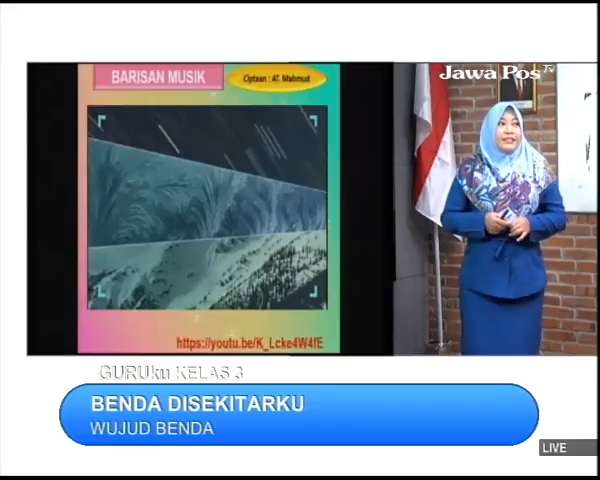 BARISAN MUSIK
Ciptaan : AT. Mahmud
Jawa Pos TV
https://youtu.be/K_Lcke4W4fE
GURUku KELAS 3
BENDA DISEKITARKU
WUJUD BENDA
LIVE